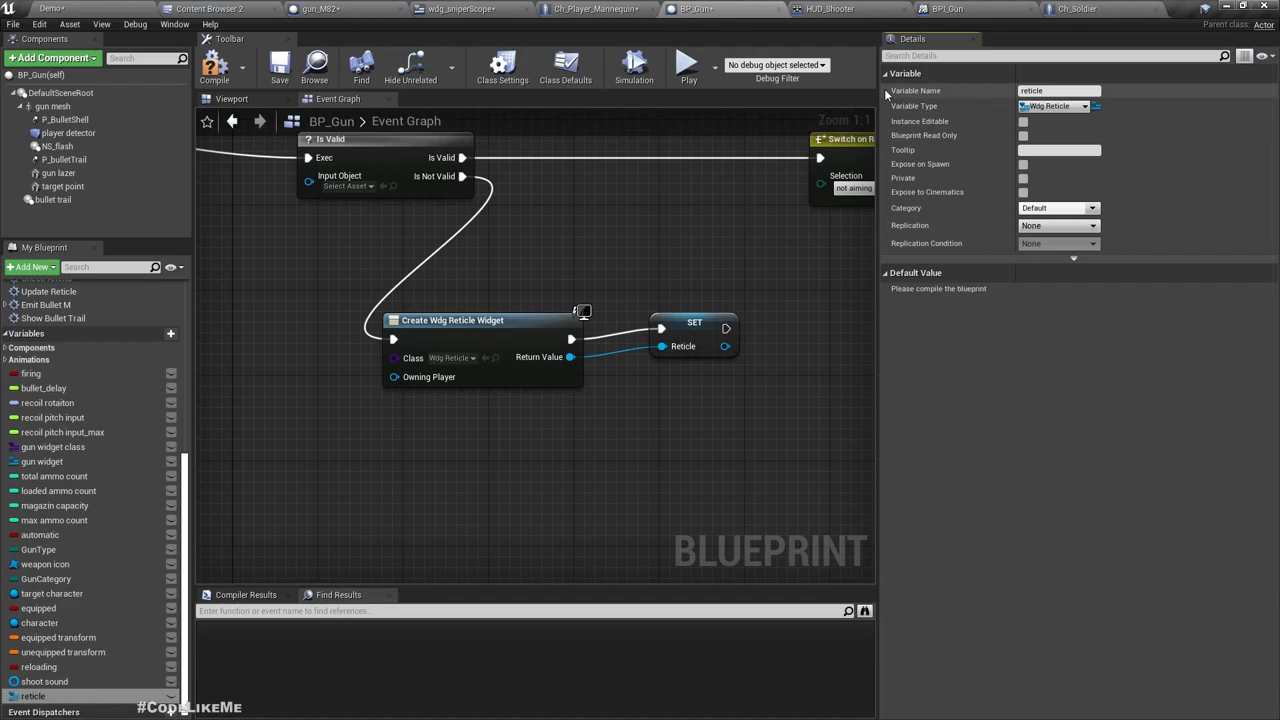 Demo•
Content Browser 2
gun_M82•
wdg_sniperScope•
Ch_Player_Mannequin•
BP_Gun•
HUD_Shooter
BPI_Gun
Ch_Soldier
File Edit Asset View Debug Window Help
Parent class: Actor
Components
Toolbar
Details
+ Add Component
Search
BP_Gun(self)
DefaultSceneRoot
gun mesh
P_BulletShell
player detector
NS_flash
P_bulletTrail
gun lazer
target point
bullet trail
Compile
Save
Browse
Find
Hide Unrelated
Class Settings
Class Defaults
Simulation
Play
No debug object selected
Debug Filter
Viewport
Event Graph
BP_Gun > Event Graph
Zoom 1:1
? Is Valid
Exec
Is Valid
Input Object
Is Not Valid
Select Asset
Switch on R
Selection
not aiming
Create Wdg Reticle Widget
Class Wdg Reticle
Return Value
Owning Player
SET
Reticle
BLUEPRINT
My Blueprint
+ Add New
Search
Update Reticle
Emit Bullet M
Show Bullet Trail
Variables
Components
Animations
firing
bullet_delay
recoil rotaiton
recoil pitch input
recoil pitch input_max
gun widget class
gun widget
total ammo count
loaded ammo count
magazin capacity
max ammo count
automatic
GunType
weapon icon
GunCategory
target character
equipped
character
equipped transform
unequipped transform
reloading
shoot sound
reticle
Event Dispatchers
#CodeLikeMe
Compiler Results
Find Results
Enter function or event name to find references...
Search Details
Variable
Variable Name reticle
Variable Type Wdg Reticle
Instance Editable
Blueprint Read Only
Tooltip
Expose on Spawn
Private
Expose to Cinematics
Category Default
Replication None
Replication Condition None
Default Value
Please compile the blueprint